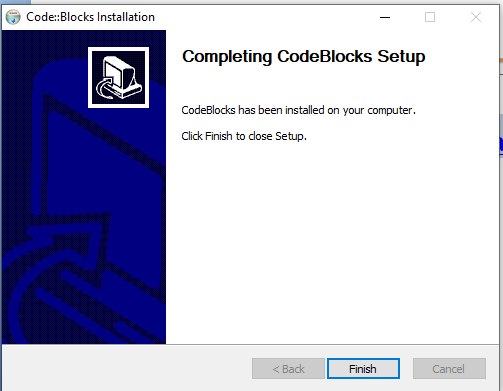 Code::Blocks Installation
Completing CodeBlocks Setup
CodeBlocks has been installed on your computer.
Click Finish to close Setup.
< Back
Finish
Cancel